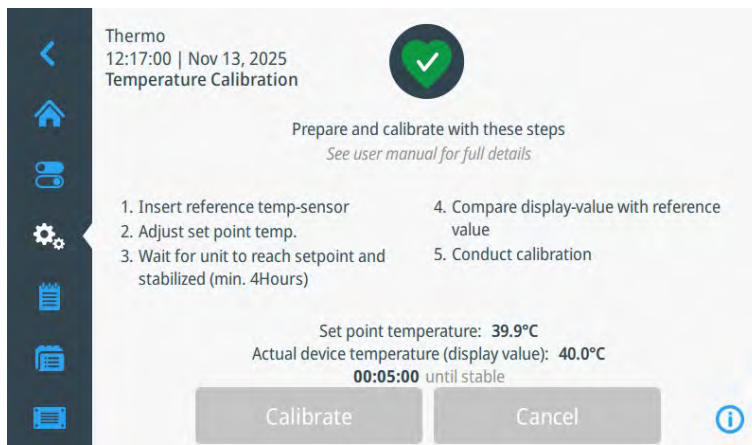 Thermo
12:17:00 | Nov 13, 2025
Temperature Calibration
Prepare and calibrate with these steps
See user manual for full details
1. Insert reference temp-sensor
2. Adjust set point temp.
3. Wait for unit to reach setpoint and
stabilized (min. 4Hours)
4. Compare display-value with reference
value
5. Conduct calibration
Set point temperature: 39.9°C
Actual device temperature (display value): 40.0°C
00:05:00 until stable
Calibrate
Cancel